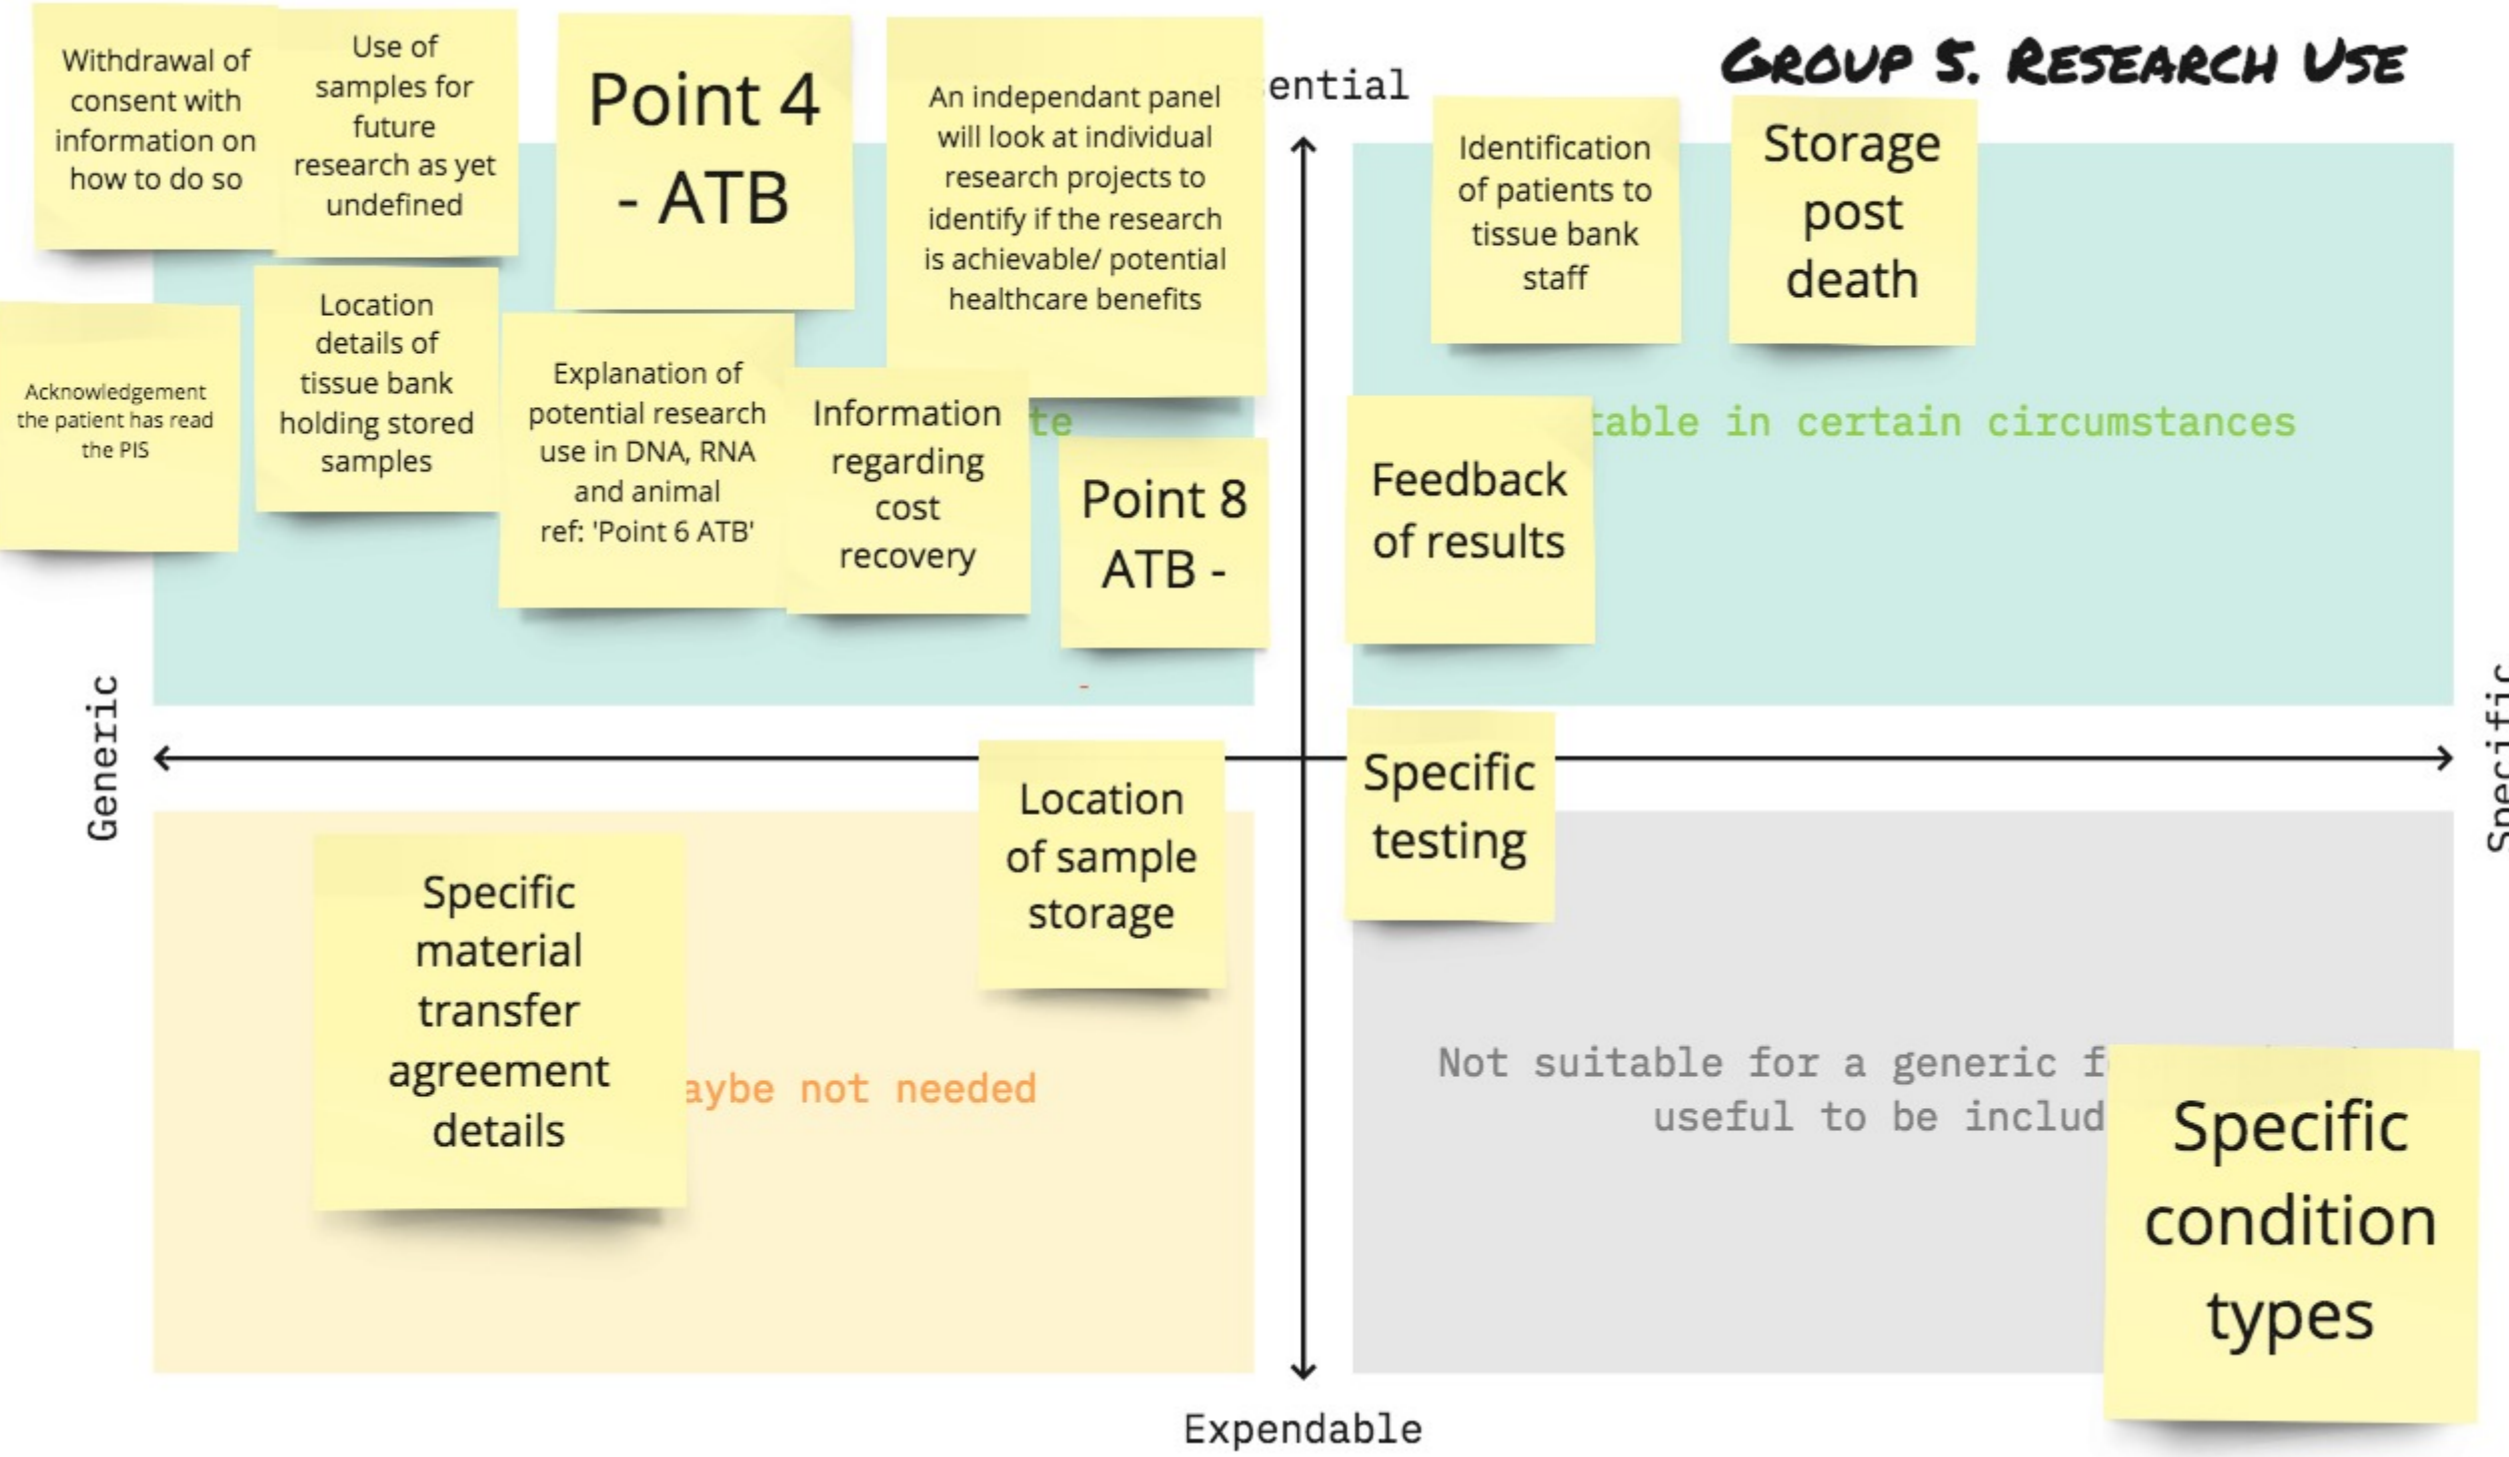 GROUP 5. RESEARCH USE
ential
Withdrawal of
consent with
information on
how to do so
Use of
samples for
future
research as yet
undefined
Point 4
- ATB
An independant panel
will look at individual
research projects to
identify if the research
is achievable/ potential
healthcare benefits
Acknowledgement
the patient has read
the PIS
Location
details of
tissue bank
holding stored
samples
Explanation of
potential research
use in DNA, RNA
and animal
ref: 'Point 6 ATB'
Information
regarding
cost
recovery
te
Point 8
ATB -
-
Identification
of patients to
tissue bank
staff
Storage
post
death
table in certain circumstances
Feedback
of results
Generic
Specific
Location
of sample
storage
Specific
material
transfer
agreement
details
aybe not needed
Specific
testing
Not suitable for a generic f
useful to be includ
Specific
condition
types
Expendable